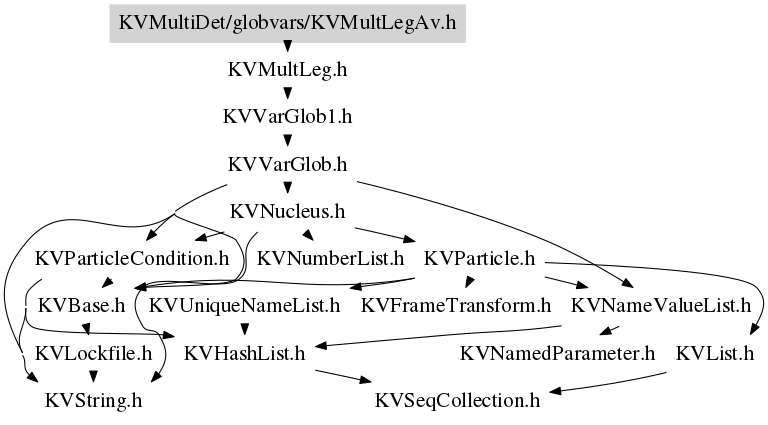 KVMultiDet/globvars/KVMultLegAv.h
KVMultLeg.h
KVVarGlob1.h
KVVarGlob.h
KVNucleus.h
KVParticleCondition.h
KVNumberList.h
KVParticle.h
KVBase.h
KVUniqueNameList.h
KVFrameTransform.h
KVNameValueList.h
KVLockfile.h
KVHashList.h
KVNamedParameter.h
KVList.h
KVString.h
KVSeqCollection.h